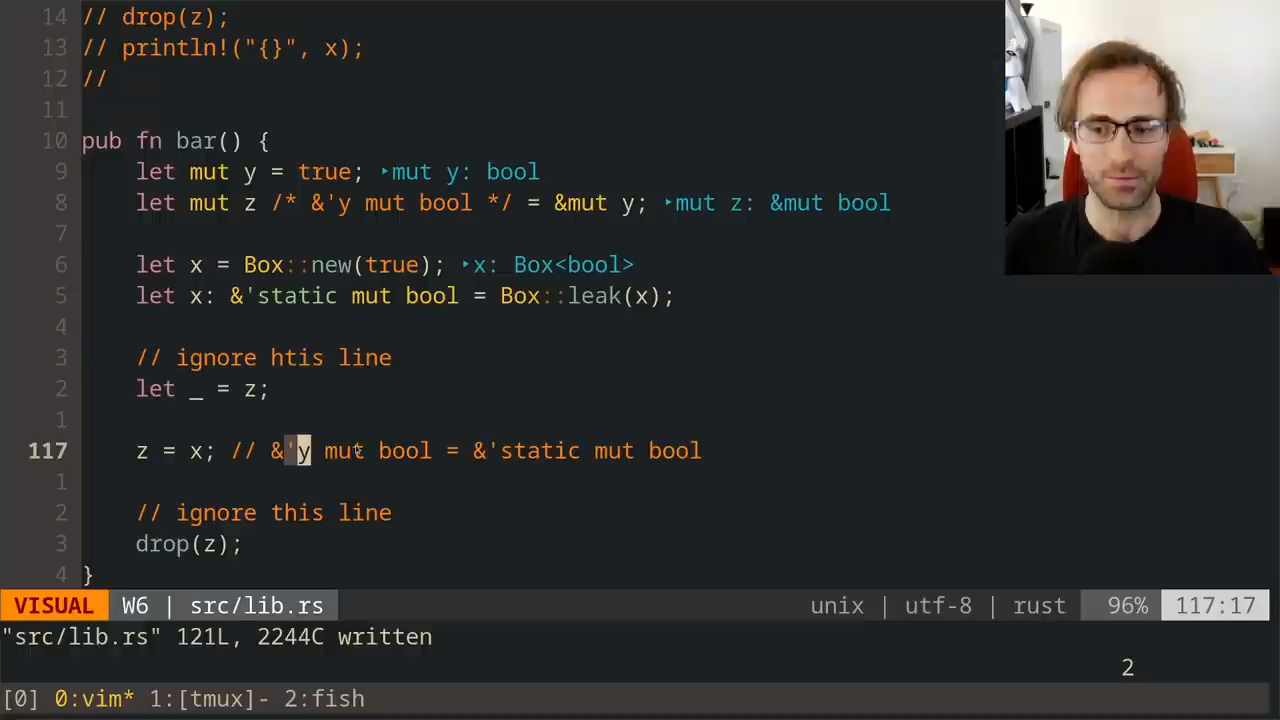 14 // drop(z);
13 // println!("{}", x);
12 //
11
10 pub fn bar() {
9 let mut y = true; ‣mut y: bool
8 let mut z /* &'y mut bool */ = &mut y; ‣mut z: &mut bool
7
6 let x = Box::new(true); ‣x: Box<bool>
5 let x: &'static mut bool = Box::leak(x);
4
3 // ignore htis line
2 let _ = z;
1
117 z = x; // &'y mut bool = &'static mut bool
1
2 // ignore this line
3 drop(z);
4 }
VISUAL W6 | src/lib.rs unix | utf-8 | rust 96% 117:17
"src/lib.rs" 121L, 2244C written
2
[0] 0:vim* 1:[tmux]- 2:fish